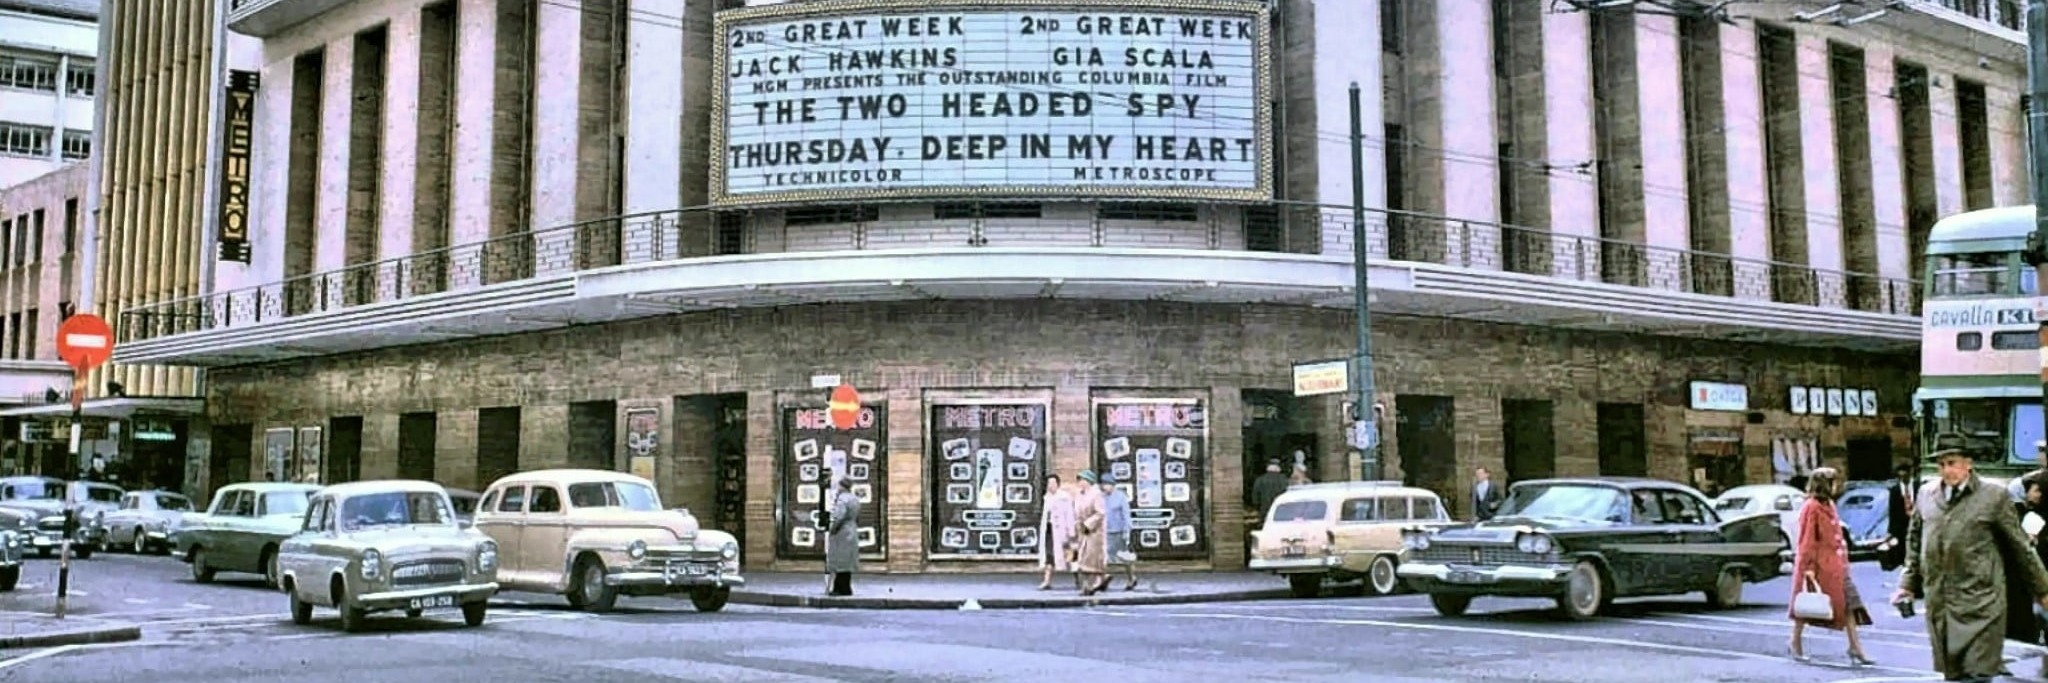 2ND GREAT WEEK 2ND GREAT WEEK
JACK HAWKINS GIA SCALA
MGM PRESENTS THE OUTSTANDING COLUMBIA FILM
THE TWO HEADED SPY
THURSDAY. DEEP IN MY HEART
TECHNICOLOR METROSCOPE
METRO
CAVALLA
METRO
METRO
METRO
PINNS